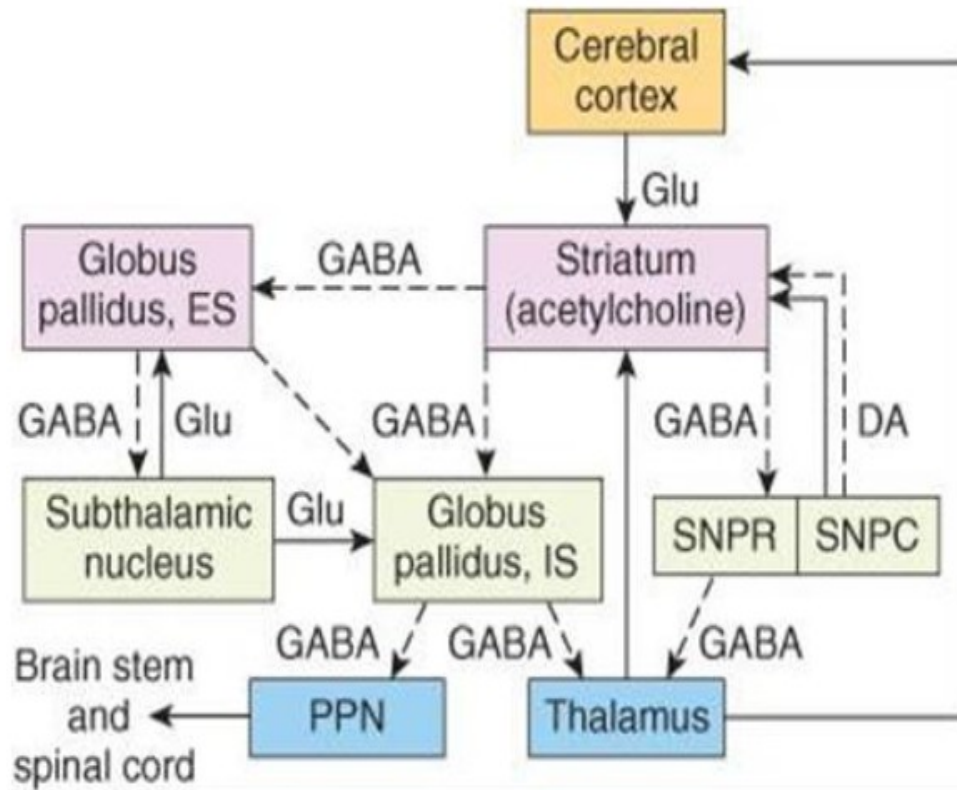 Cerebral
cortex
Glu
Globus
pallidus, ES
GABA
Striatum
(acetylcholine)
GABA
Glu
GABA
GABA
DA
Subthalamic
nucleus
Glu
Globus
pallidus, IS
SNPR
SNPC
GABA
GABA
GABA
Brain stem
and
spinal cord
PPN
Thalamus